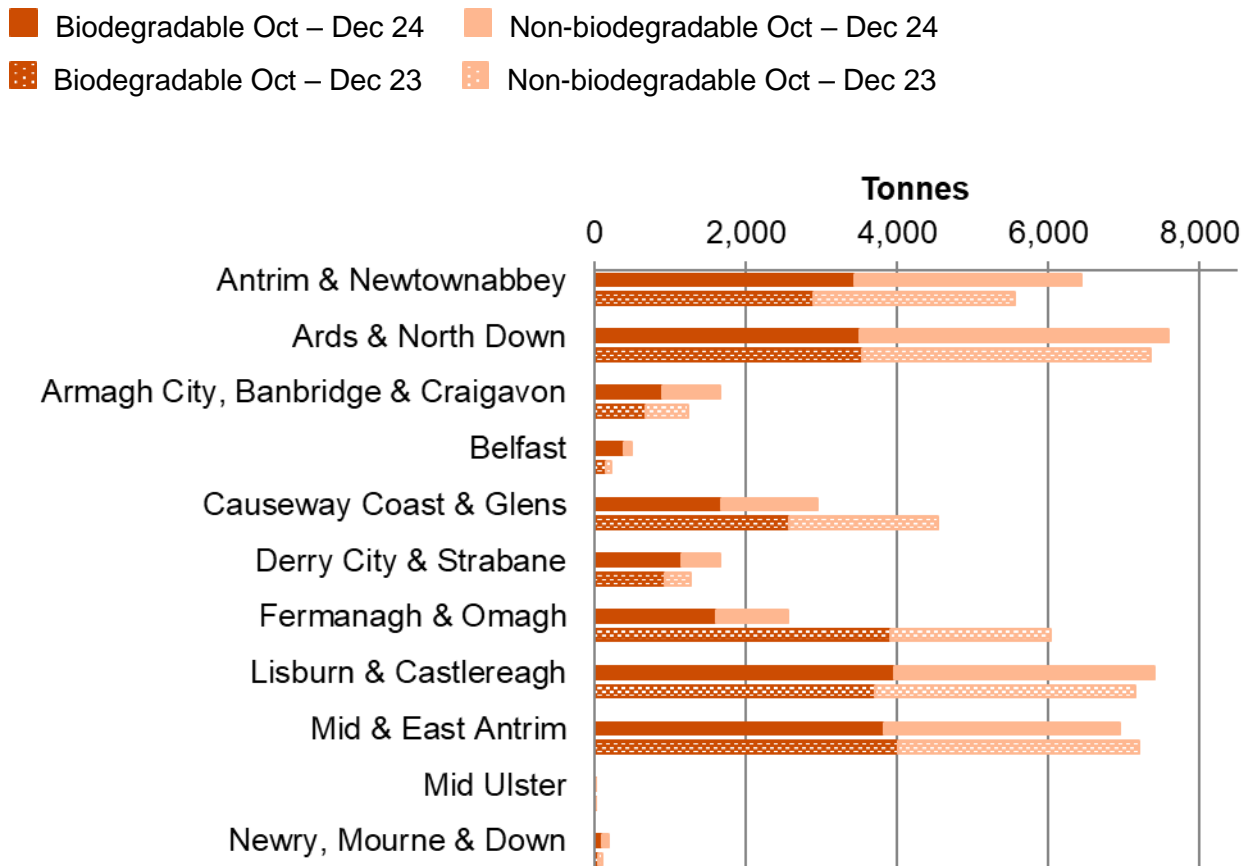 Biodegradable Oct – Dec 24 Non-biodegradable Oct – Dec 24
Biodegradable Oct – Dec 23 Non-biodegradable Oct – Dec 23
Tonnes
0 2,000 4,000 6,000 8,000
Antrim & Newtownabbey
Ards & North Down
Armagh City, Banbridge & Craigavon
Belfast
Causeway Coast & Glens
Derry City & Strabane
Fermanagh & Omagh
Lisburn & Castlereagh
Mid & East Antrim
Mid Ulster
Newry, Mourne & Down